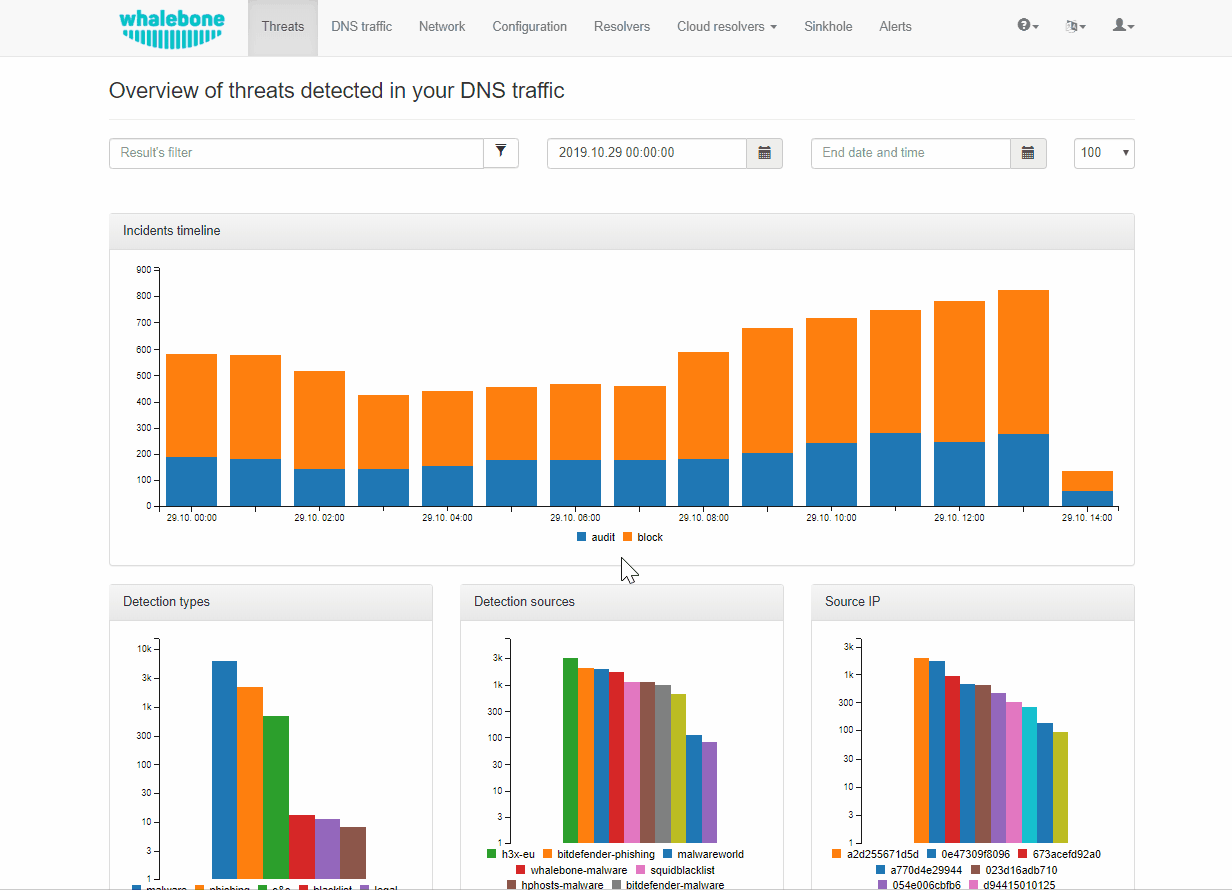 whalebone Threats DNS traffic Network Configuration Resolvers Cloud resolvers Sinkhole Alerts
Overview of threats detected in your DNS traffic
Result's filter 2019.10.29 00:00:00 End date and time 100
Incidents timeline
900
800
700
600
500
400
300
200
100
0
29.10. 00:00 29.10. 02:00 29.10. 04:00 29.10. 06:00 29.10. 08:00 29.10. 10:00 29.10. 12:00 29.10. 14:00
audit block
Detection types
10k
3k
1k
300
100
30
10
3
1
malware phishing c&c blacklist legal
Detection sources
3k
1k
300
100
30
10
3
1
h3x-eu bitdefender-phishing malwareworld
whalebone-malware squidblacklist
hphosts-malware bitdefender-malware
Source IP
3k
1k
300
100
30
10
3
1
a2d255671d5d 0e47309f8096 673acefd92a0
a770d4e29944 023d16adb710
054e006cbfb6 d94415010125